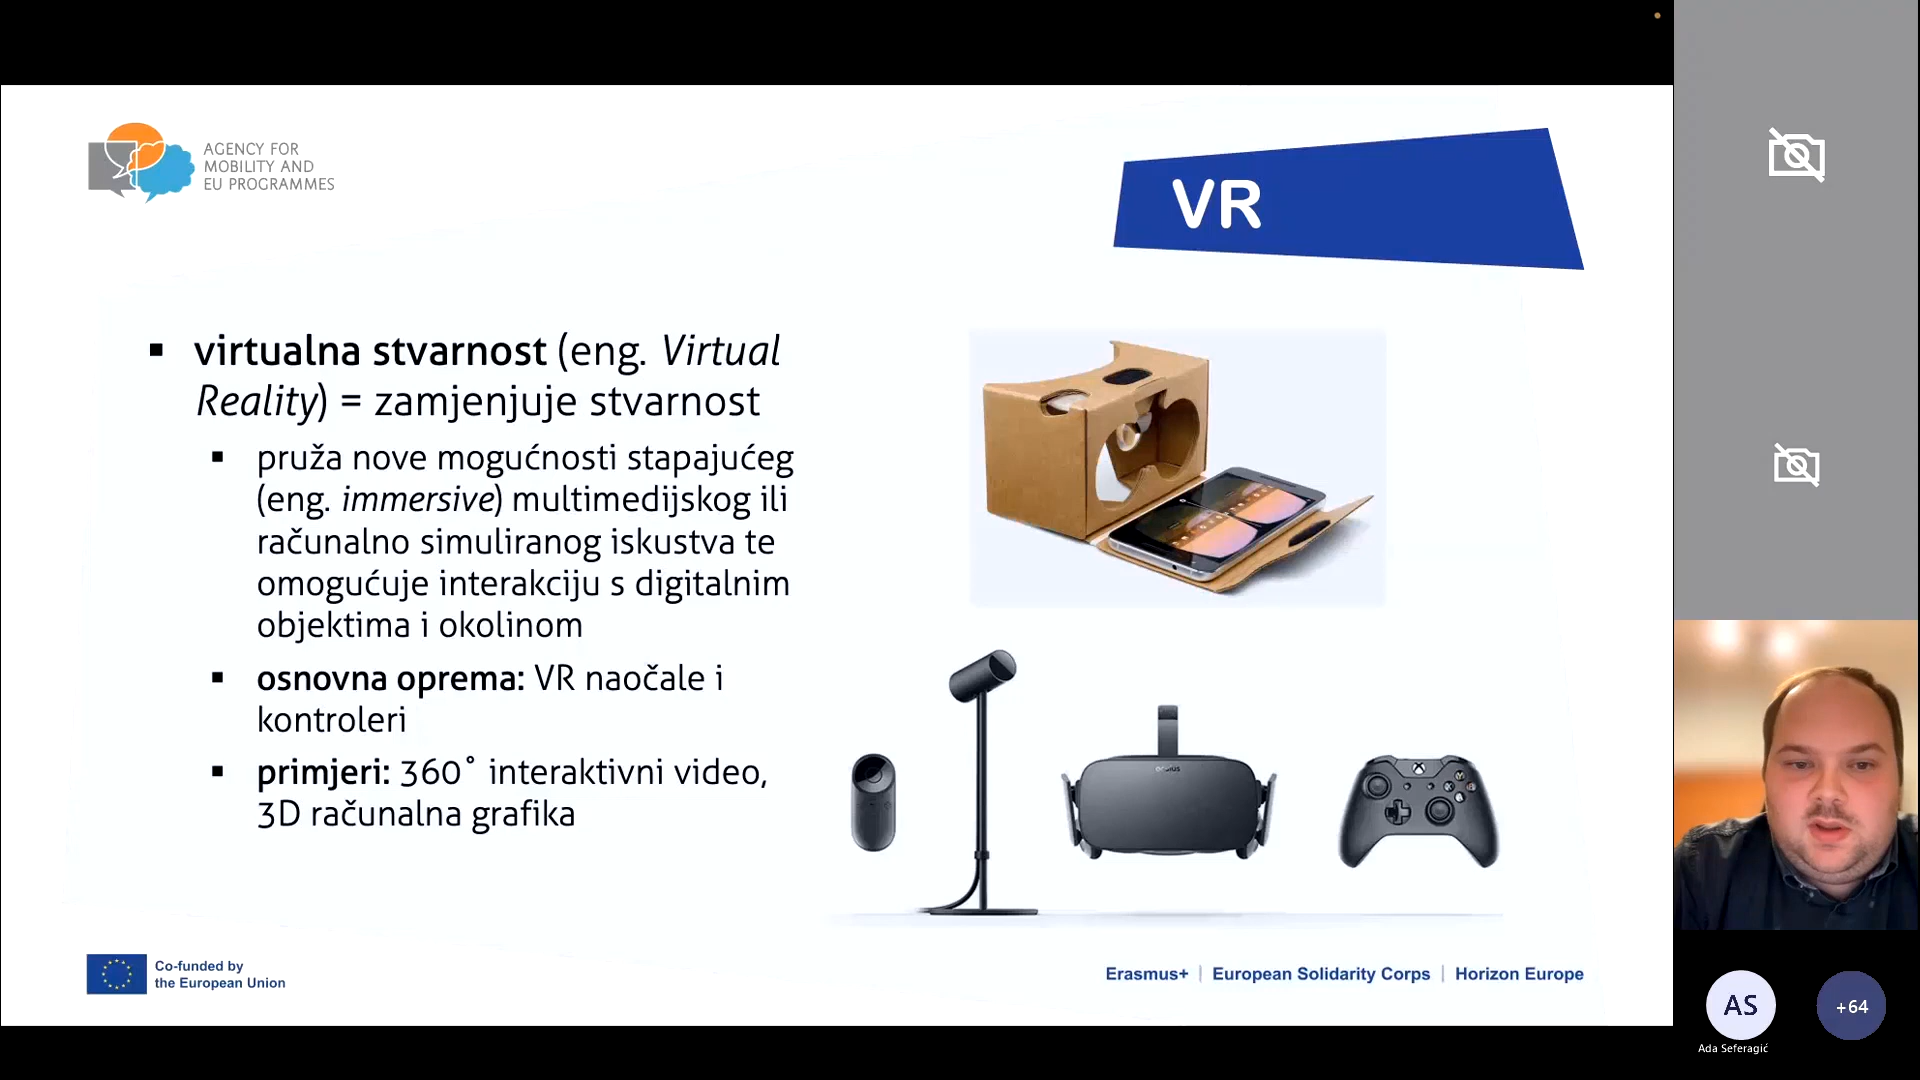 AGENCY FOR
MOBILITY AND
EU PROGRAMMES
VR
▪ virtualna stvarnost (eng. Virtual
Reality) = zamjenjuje stvarnost
▪ pruža nove mogućnosti stapajućeg
(eng. immersive) multimedijskog ili
računalno simuliranog iskustva te
omogućuje interakciju s digitalnim
objektima i okolinom
▪ osnovna oprema: VR naočale i
kontroleri
▪ primjeri: 360˚ interaktivni video,
3D računalna grafika
oculus
Co-funded by
the European Union
Erasmus+ | European Solidarity Corps | Horizon Europe
AS
+64
Ada Seferagić